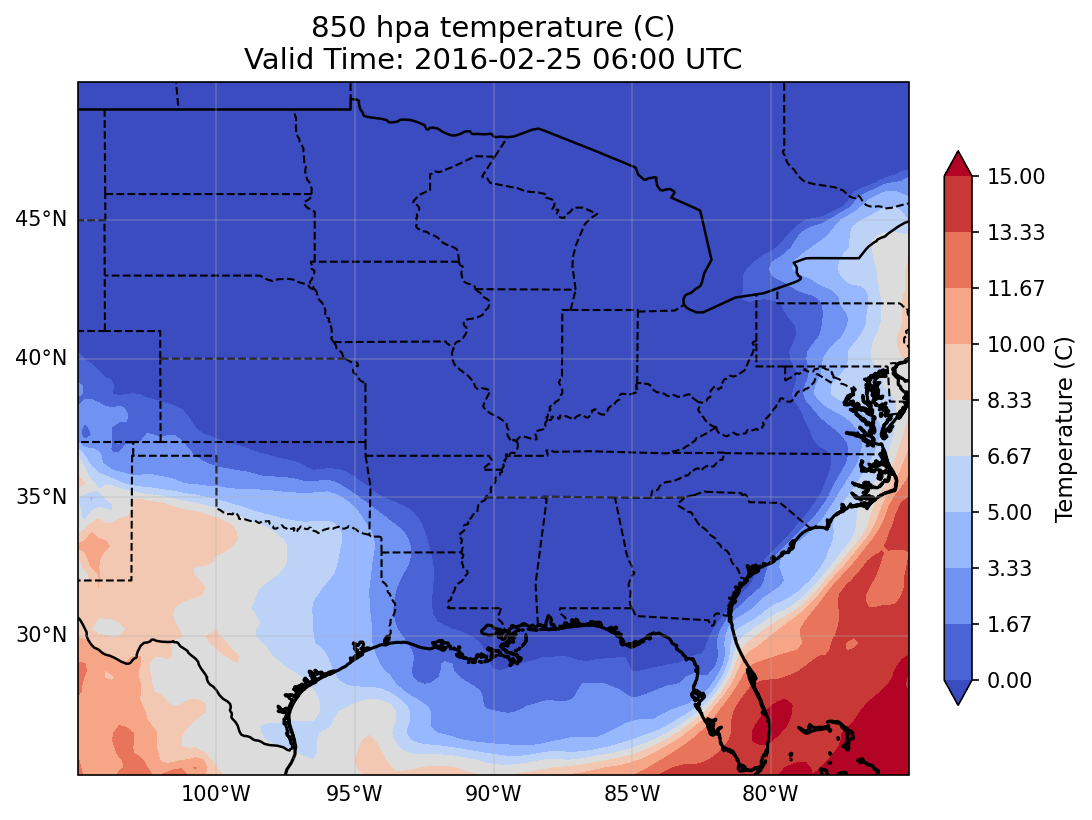 850 hpa temperature (C)
Valid Time: 2016-02-25 06:00 UTC
45°N
40°N
35°N
30°N
100°W
95°W
90°W
85°W
80°W
15.00
13.33
11.67
10.00
8.33
6.67
5.00
3.33
1.67
0.00
Temperature (C)